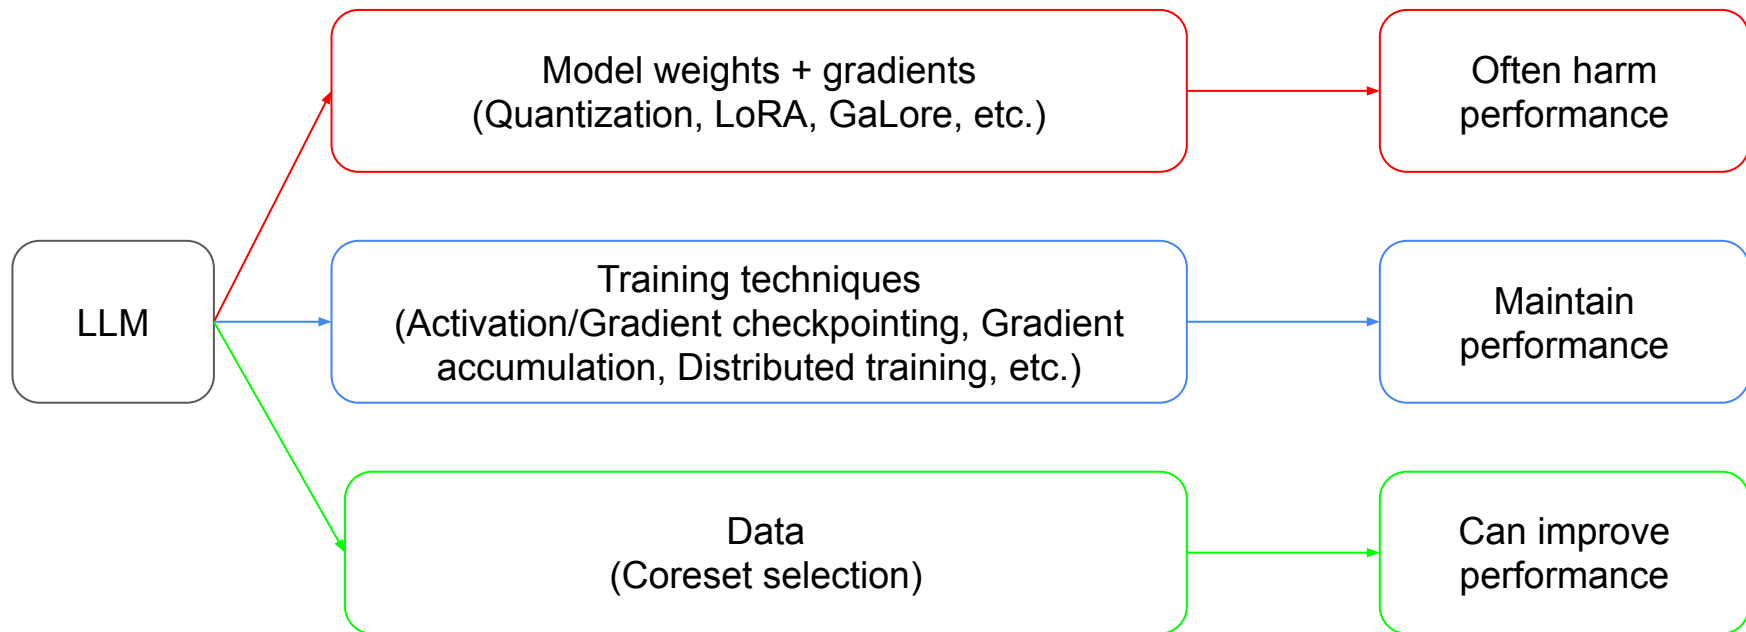 LLM
Model weights + gradients
(Quantization, LoRA, GaLore, etc.)
Often harm
performance
Training techniques
(Activation/Gradient checkpointing, Gradient
accumulation, Distributed training, etc.)
Maintain
performance
Data
(Coreset selection)
Can improve
performance